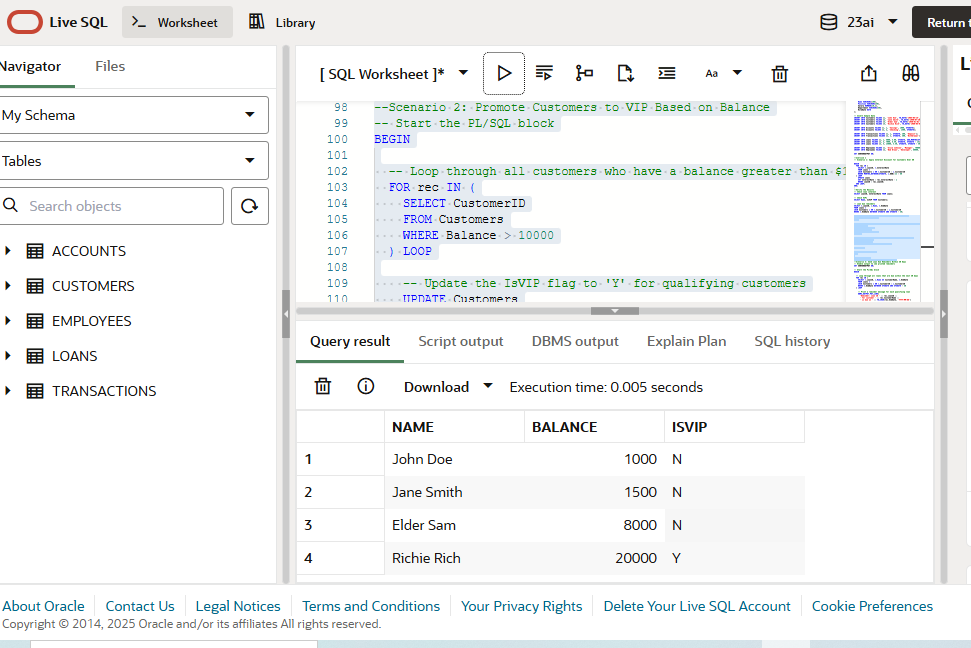 Live SQL
Worksheet
Library
23ai
Return t
Navigator
Files
My Schema
Tables
Search objects
ACCOUNTS
CUSTOMERS
EMPLOYEES
LOANS
TRANSACTIONS
[ SQL Worksheet ]*
Aa
98 --Scenario 2: Promote Customers to VIP Based on Balance
99 -- Start the PL/SQL block
100 BEGIN
101
102 -- Loop through all customers who have a balance greater than $1
103 FOR rec IN (
104 SELECT CustomerID
105 FROM Customers
106 WHERE Balance > 10000
107 ) LOOP
108
109 -- Update the IsVIP flag to 'Y' for qualifying customers
110 UPDATE Customers
Query result Script output DBMS output Explain Plan SQL history
Download Execution time: 0.005 seconds
NAME BALANCE ISVIP
1 John Doe 1000 N
2 Jane Smith 1500 N
3 Elder Sam 8000 N
4 Richie Rich 20000 Y
About Oracle Contact Us Legal Notices Terms and Conditions Your Privacy Rights Delete Your Live SQL Account Cookie Preferences
Copyright © 2014, 2025 Oracle and/or its affiliates All rights reserved.